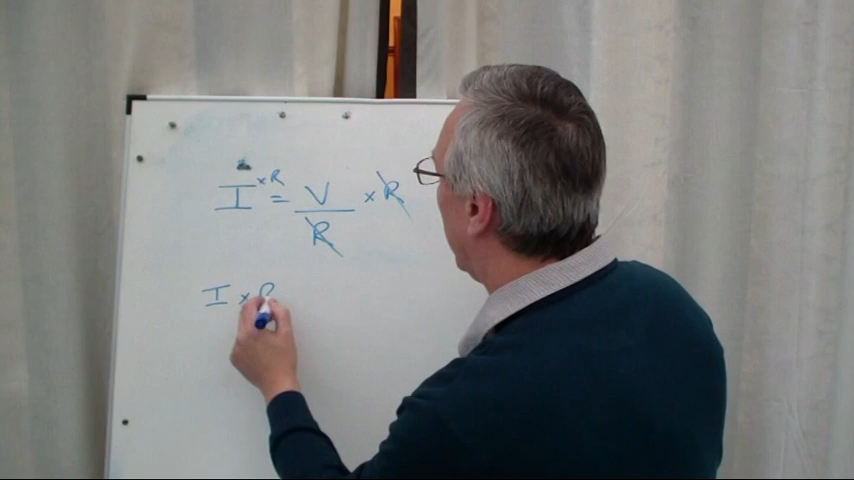 I × R = V / R × R
I × R